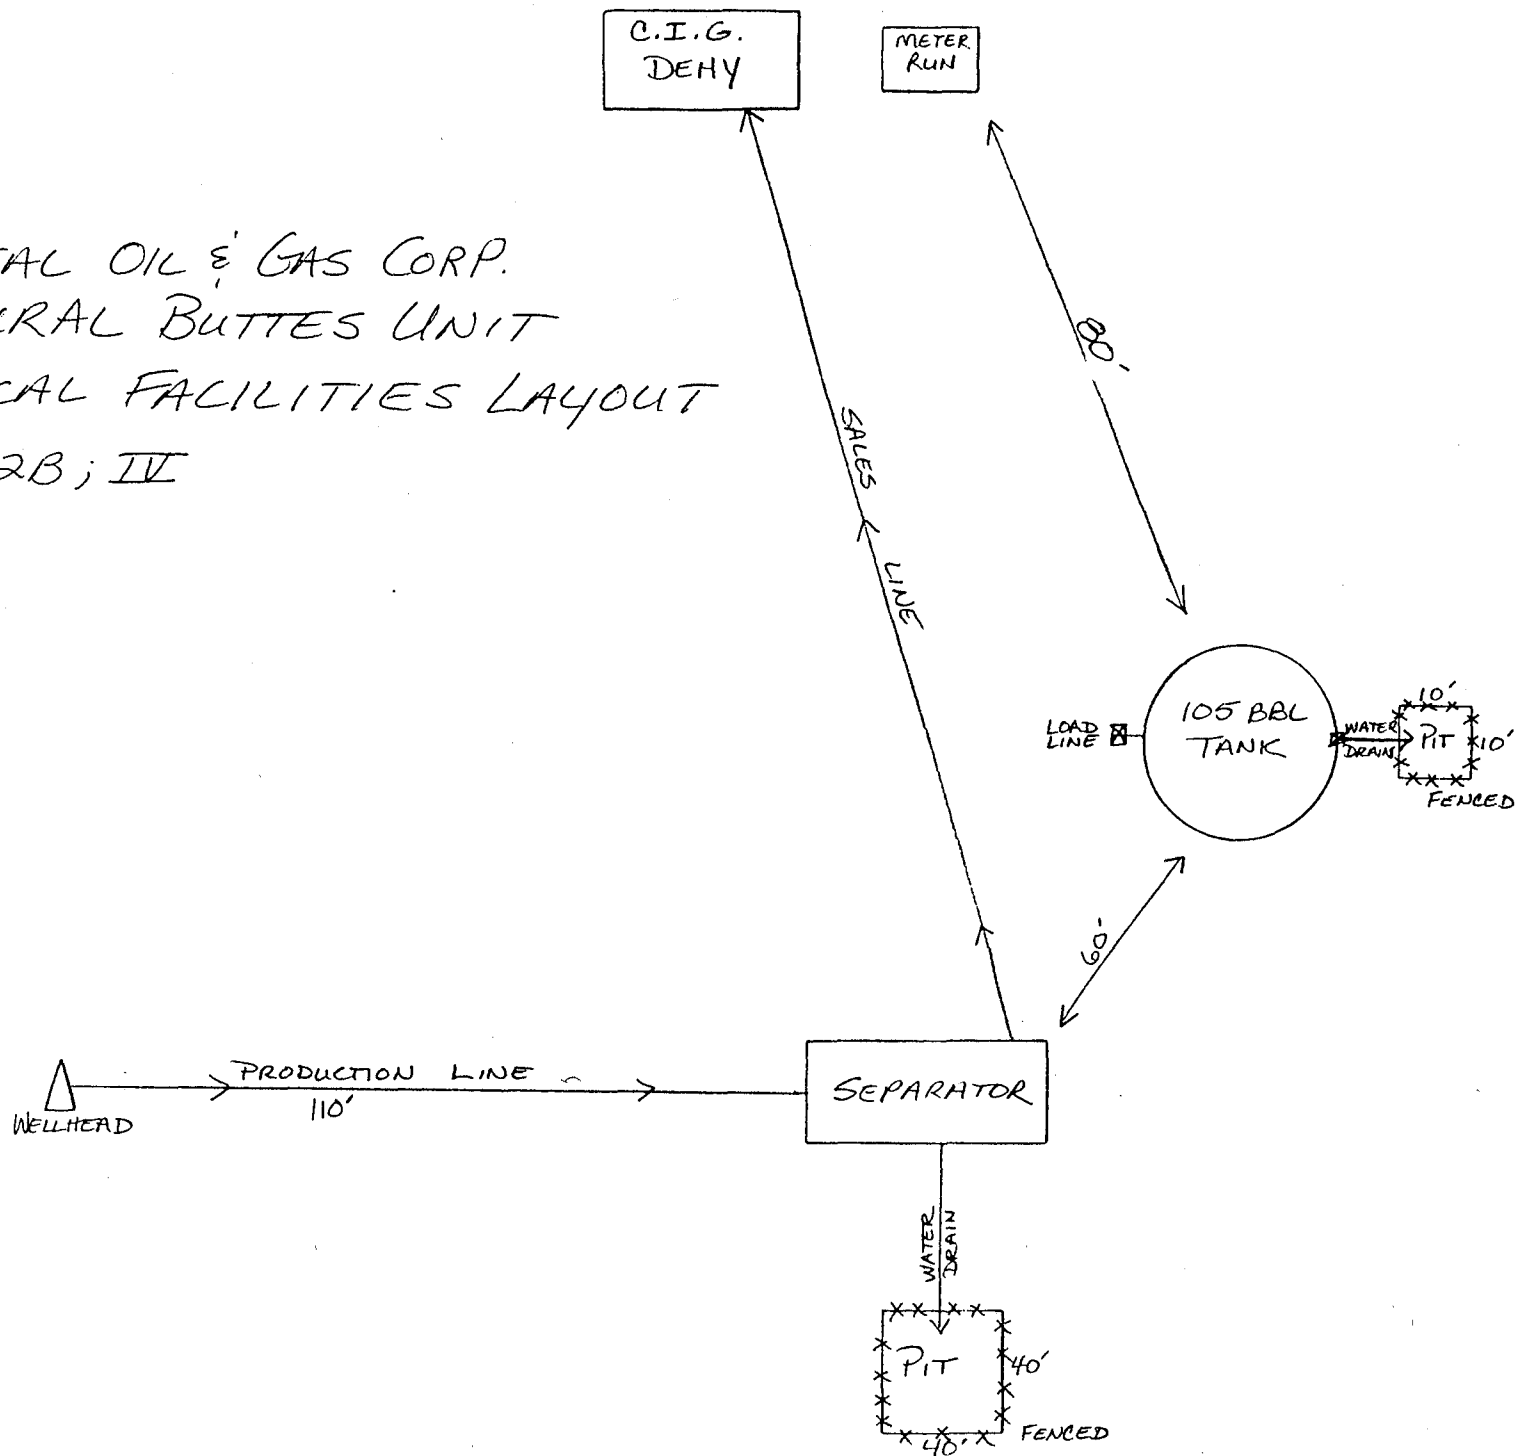 C.I.G.
DEHY
METER
RUN
TAL OIL & GAS CORP.
RAL BUTTES UNIT
CAL FACILITIES LAYOUT
2B; IV
80'
SALES LINE
LOAD
LINE
105 BBL
TANK
WATER
DRAIN
10'
PIT
10'
FENCED
60'
PRODUCTION LINE
110'
WELLHEAD
SEPARATOR
WATER
DRAIN
PIT
40'
40'
FENCED